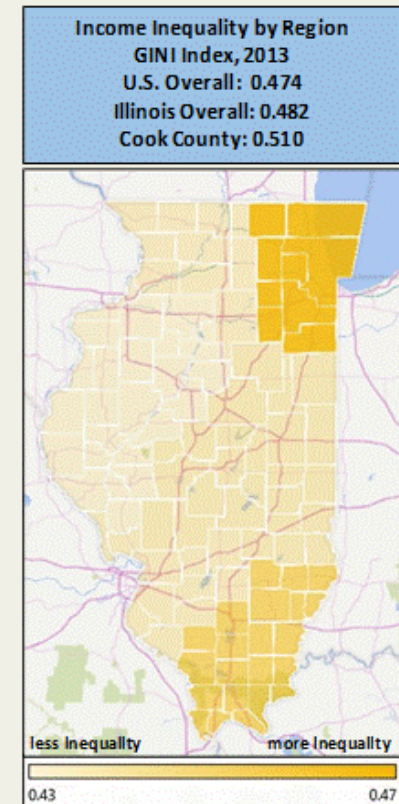 Income Inequality by Region
GINI Index, 2013
U.S. Overall: 0.474
Illinois Overall: 0.482
Cook County: 0.510
less Inequality more Inequality
0.43 0.47